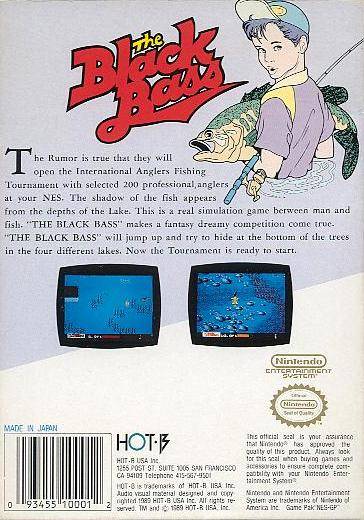 The
Black
Bass
The Rumor is true that they will
open the International Anglers Fishing
Tournament with selected 200 professional anglers
at your NES. The shadow of the fish appears
from the depths of the Lake. This is a real simulation game between man and
fish. "THE BLACK BASS" makes a fantasy dreamy competition come true.
"THE BLACK BASS" will jump up and try to hide at the bottom of the trees
in the four different lakes. Now the Tournament is ready to start.
Nintendo
ENTERTAINMENT
SYSTEM
Official
Nintendo
Seal of Quality
MADE IN JAPAN
0 93455 10001 2
HOT·B
HOT-B USA Inc.
1255 POST ST. SUITE 1005 SAN FRANCISCO
CA 94109 Telephone 415-567-9501
HOT-B is trademarks of HOT-B USA Inc.
Audio visual material designed and copy-
righted 1989 HOT-B USA Inc. All rights re-
served. TM and © 1989 HOT-B USA Inc.
This official seal is your assurance
that Nintendo® has approved the
quality of this product. Always look
for this seal when buying games and
accessories to ensure complete com-
patibility with your Nintendo Enter-
tainment System®.
Nintendo and Nintendo Entertainment
System are trademarks of Nintendo of
America Inc. Game Pak NES-GP